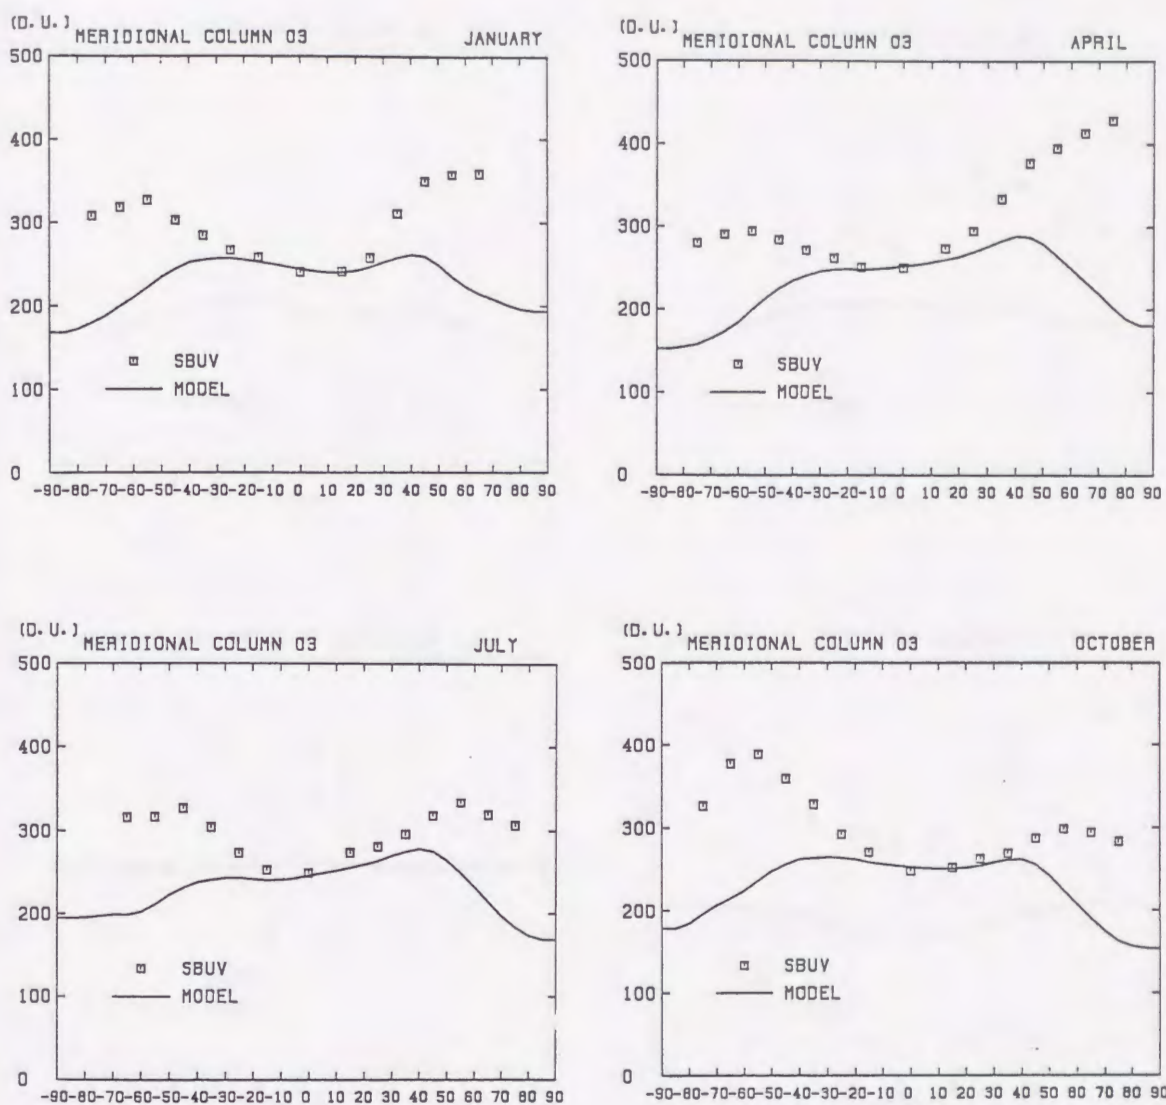 (D.U.)
MERIDIONAL COLUMN O3 JANUARY
500
400
300
200
100
0
SBUV
MODEL
-90-80-70-60-50-40-30-20-10 0 10 20 30 40 50 60 70 80 90
(D.U.)
MERIDIONAL COLUMN O3 APRIL
500
400
300
200
100
0
SBUV
MODEL
-90-80-70-60-50-40-30-20-10 0 10 20 30 40 50 60 70 80 90
(D.U.)
MERIDIONAL COLUMN O3 JULY
500
400
300
200
100
0
SBUV
MODEL
-90-80-70-60-50-40-30-20-10 0 10 20 30 40 50 60 70 80 90
(D.U.)
MERIDIONAL COLUMN O3 OCTOBER
500
400
300
200
100
0
SBUV
MODEL
-90-80-70-60-50-40-30-20-10 0 10 20 30 40 50 60 70 80 90